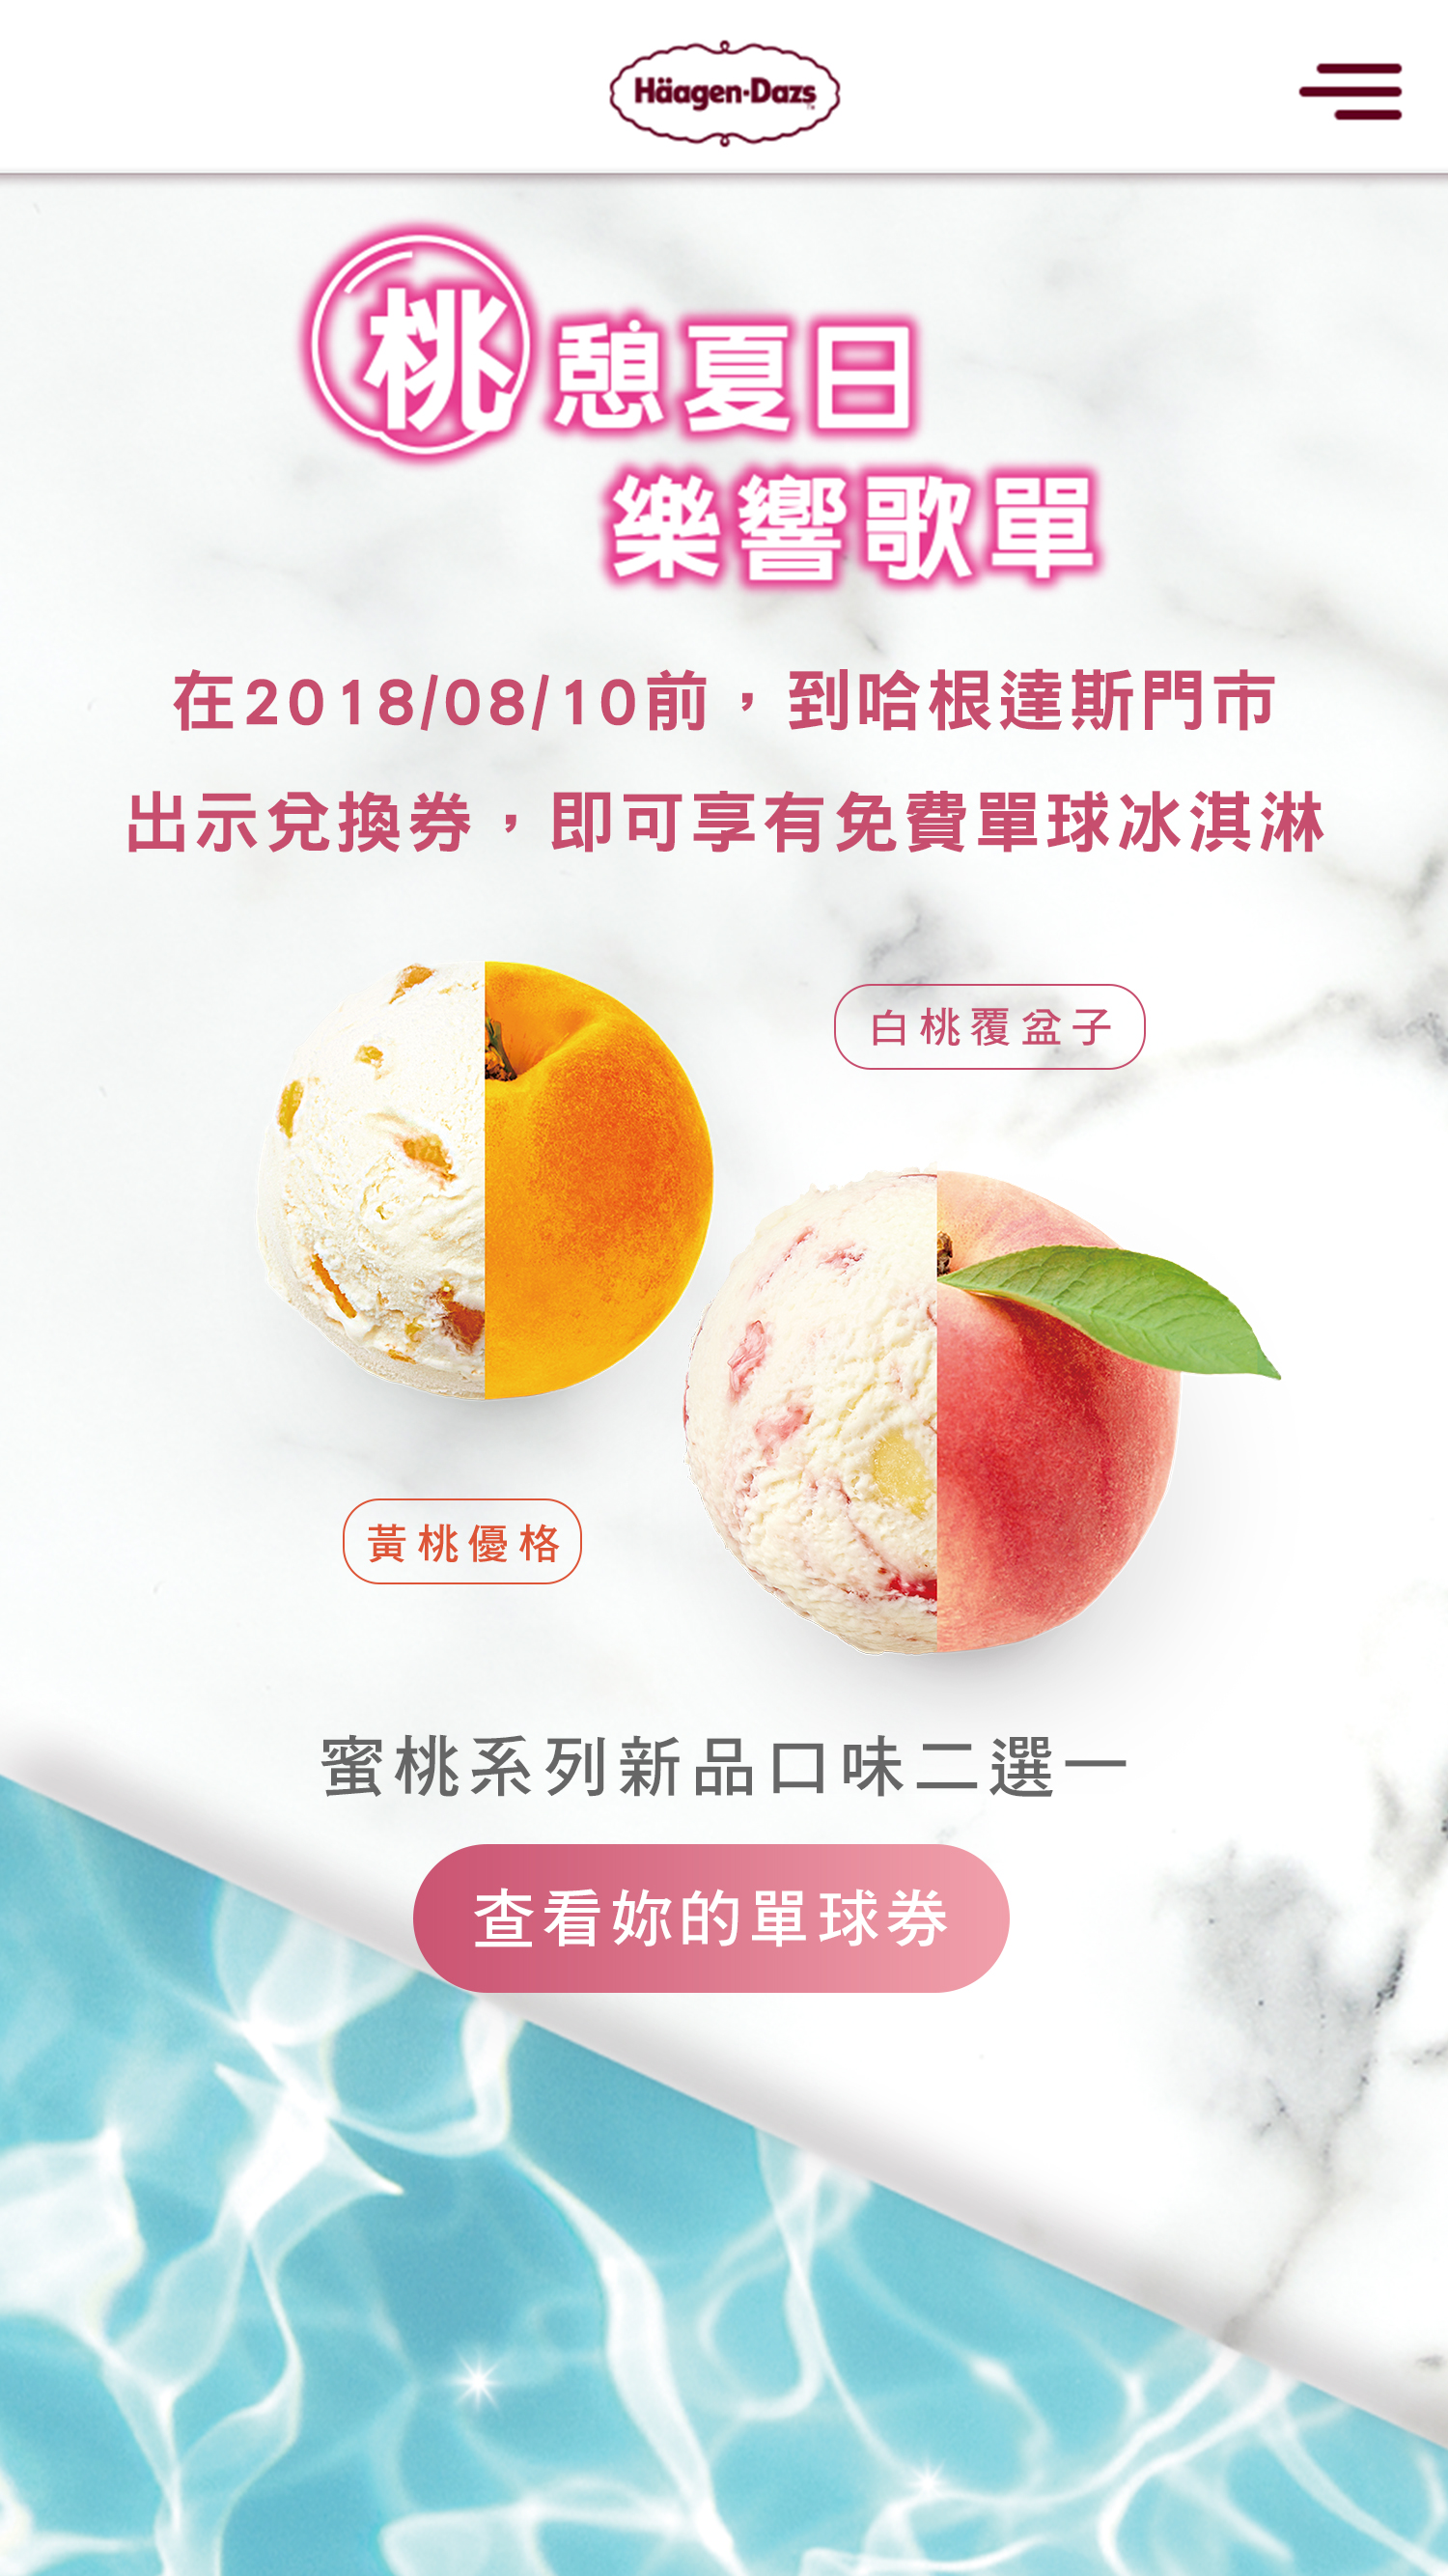 Häagen-Dazs
桃憩夏日
樂響歌單
在2018/08/10前，到哈根達斯門市
出示兌換券，即可享有免費單球冰淇淋
白桃覆盆子
黃桃優格
蜜桃系列新品口味二選一
查看妳的單球券